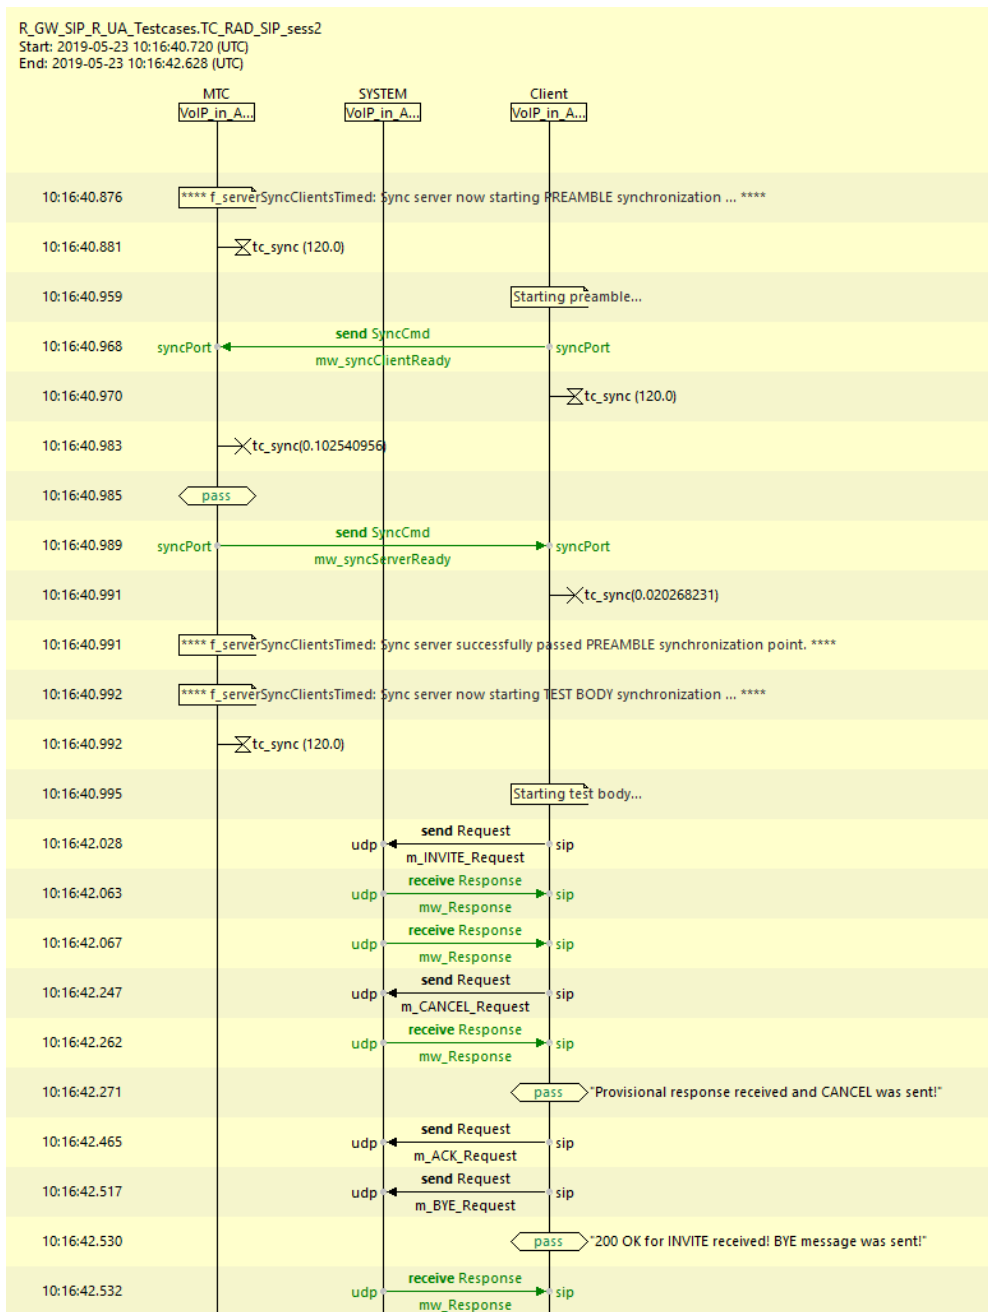 R_GW_SIP_R_UA_Testcases.TC_RAD_SIP_sess2
Start: 2019-05-23 10:16:40.720 (UTC)
End: 2019-05-23 10:16:42.628 (UTC)
MTC SYSTEM Client
VoIP_in_A... VoIP_in_A... VoIP_in_A...
10:16:40.876 **** f_serverSyncClientsTimed: Sync server now starting PREAMBLE synchronization ... ****
10:16:40.881 tc_sync (120.0)
10:16:40.959 Starting preamble...
send SyncCmd
10:16:40.968 syncPort syncPort
mw_syncClientReady
10:16:40.970 tc_sync (120.0)
10:16:40.983 tc_sync(0.102540956)
10:16:40.985 pass
send SyncCmd
10:16:40.989 syncPort syncPort
mw_syncServerReady
10:16:40.991 tc_sync(0.020268231)
10:16:40.991 **** f_serverSyncClientsTimed: Sync server successfully passed PREAMBLE synchronization point. ****
10:16:40.992 **** f_serverSyncClientsTimed: Sync server now starting TEST BODY synchronization ... ****
10:16:40.992 tc_sync (120.0)
10:16:40.995 Starting test body...
send Request
10:16:42.028 udp sip
m_INVITE_Request
receive Response
10:16:42.063 udp sip
mw_Response
receive Response
10:16:42.067 udp sip
mw_Response
send Request
10:16:42.247 udp sip
m_CANCEL_Request
receive Response
10:16:42.262 udp sip
mw_Response
10:16:42.271 pass "Provisional response received and CANCEL was sent!"
send Request
10:16:42.465 udp sip
m_ACK_Request
send Request
10:16:42.517 udp sip
m_BYE_Request
10:16:42.530 pass "200 OK for INVITE received! BYE message was sent!"
receive Response
10:16:42.532 udp sip
mw_Response